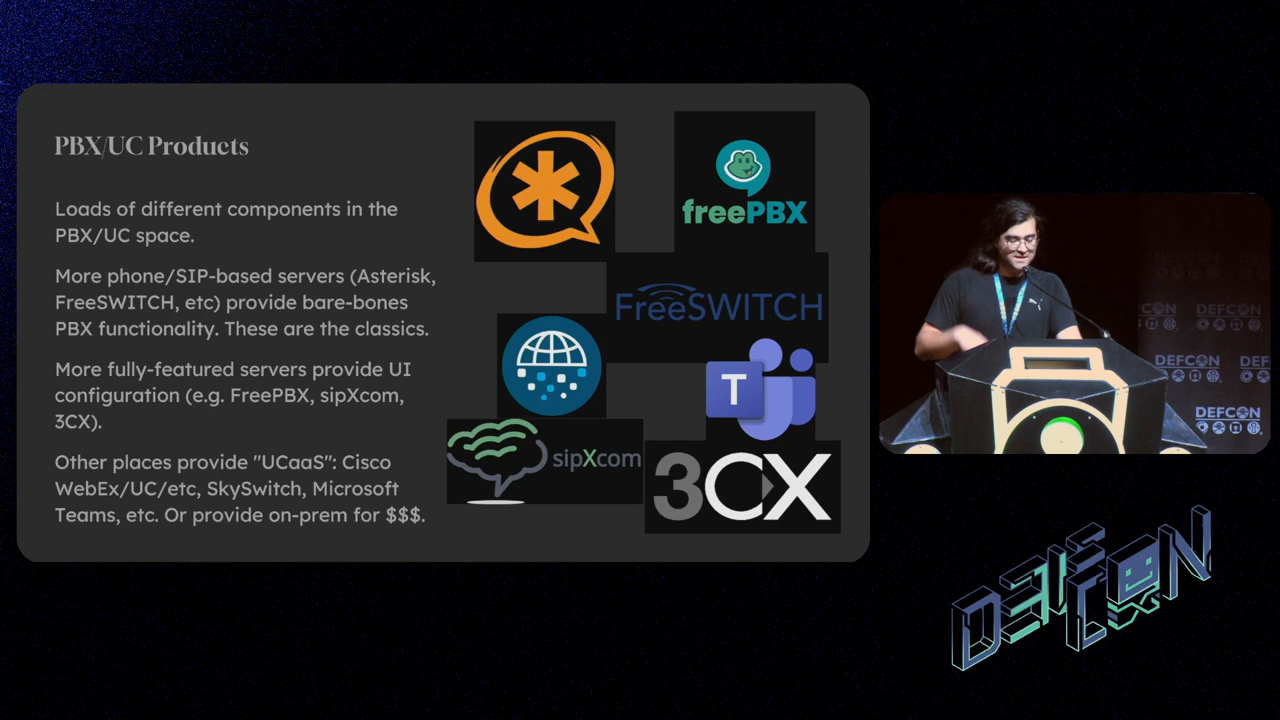 PBX/UC Products
Loads of different components in the
PBX/UC space.
More phone/SIP-based servers (Asterisk,
FreeSWITCH, etc) provide bare-bones
PBX functionality. These are the classics.
More fully-featured servers provide UI
configuration (e.g. FreePBX, sipXcom,
3CX).
Other places provide "UCaaS": Cisco
WebEx/UC/etc, SkySwitch, Microsoft
Teams, etc. Or provide on-prem for $$$.
freePBX
FreeSWITCH
T
sipXcom
3CX
DEFCON
DEFCON
DEFCON
DEFCON
DEF CON